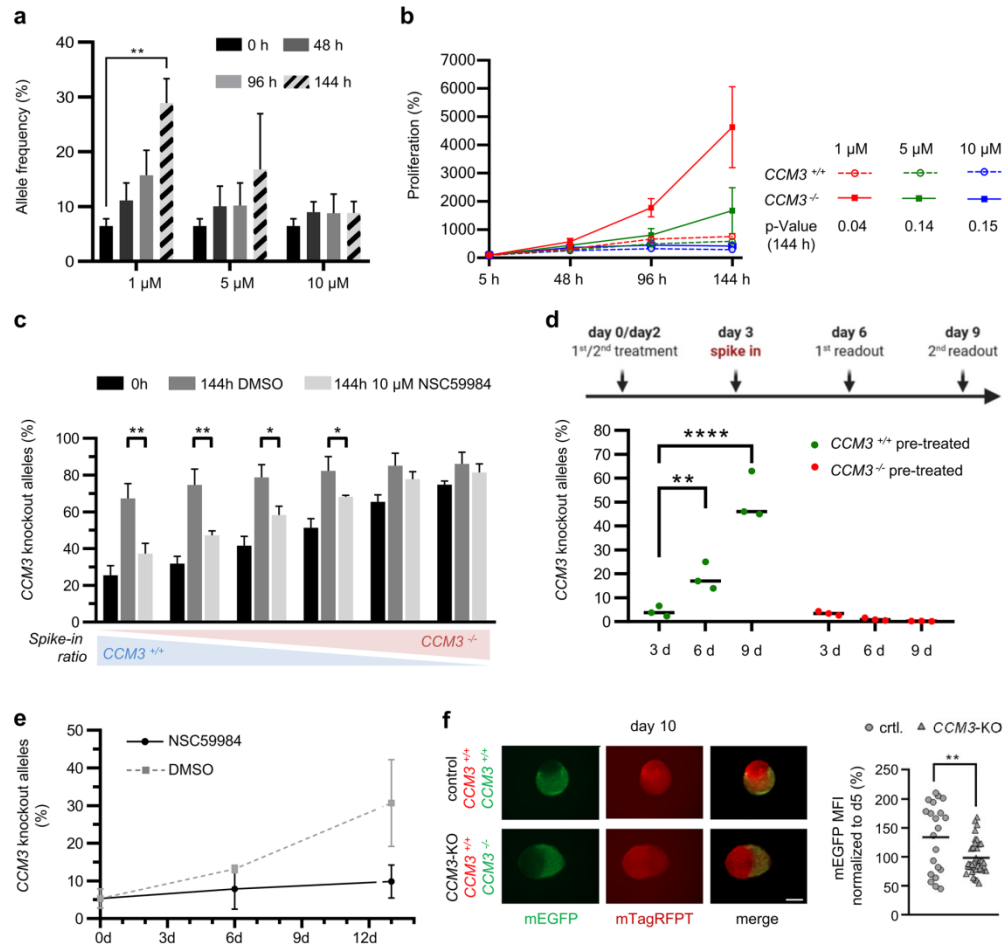 a
Allele frequency (%)
40
30
20
10
0
**
0 h
48 h
96 h
144 h
1 µM
5 µM
10 µM
b
Proliferation (%)
7000
6000
5000
4000
3000
2000
1000
0
5 h
48 h
96 h
144 h
1 µM 5 µM 10 µM
CCM3 +/+
CCM3 -/-
p-Value 0.04 0.14 0.15
(144 h)
c
0h 144h DMSO 144h 10 µM NSC59984
CCM3 knockout alleles (%)
100
80
60
40
20
0
** ** * *
Spike-in
ratio
CCM3 +/+
CCM3 -/-
d
day 0/day2 day 3 day 6 day 9
1st/2nd treatment spike in 1st readout 2nd readout
CCM3 knockout alleles (%)
80
70
60
50
40
30
20
10
0
****
**
CCM3 +/+ pre-treated
CCM3 -/- pre-treated
3 d 6 d 9 d 3 d 6 d 9 d
e
CCM3 knockout alleles
(%)
50
40
30
20
10
0
NSC59984
DMSO
0d 6d 9d 12d
f
day 10
control
CCM3 +/+
CCM3 +/+
CCM3-KO
CCM3 +/+
CCM3 -/-
mEGFP mTagRFPT merge
crtl. CCM3-KO
**
mEGFP MFI
normalized to d5 (%)
250
200
150
100
50
0